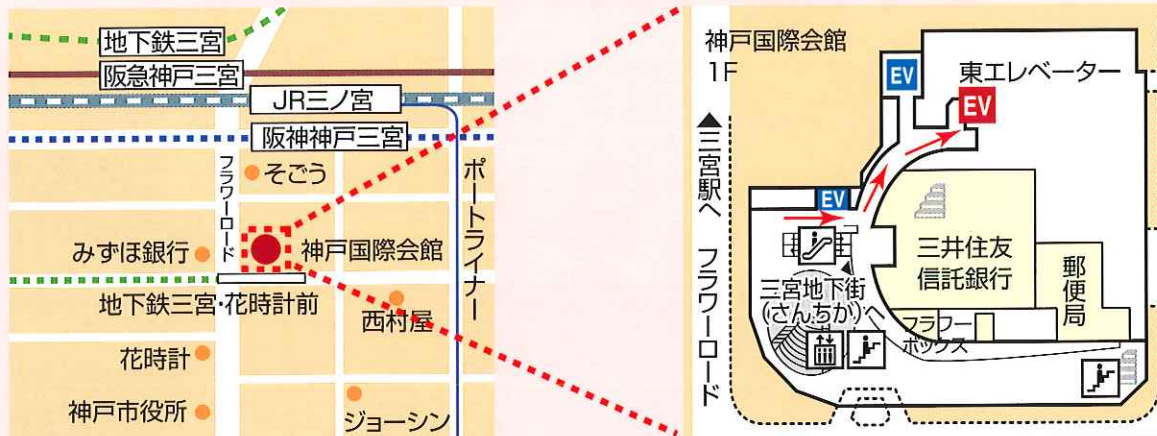 地下鉄三宮
阪急神戸三宮
JR三ノ宮
阪神神戸三宮
フラワーロード
そごう
ポートライナー
みずほ銀行
神戸国際会館
地下鉄三宮・花時計前
西村屋
花時計
神戸市役所
ジョーシン
神戸国際会館
1F
EV
東エレベーター
EV
▲三宮駅へ フラワーロード
EV
三井住友
信託銀行
郵便局
三宮地下街
(さんちか)へ
フラワー
ボックス